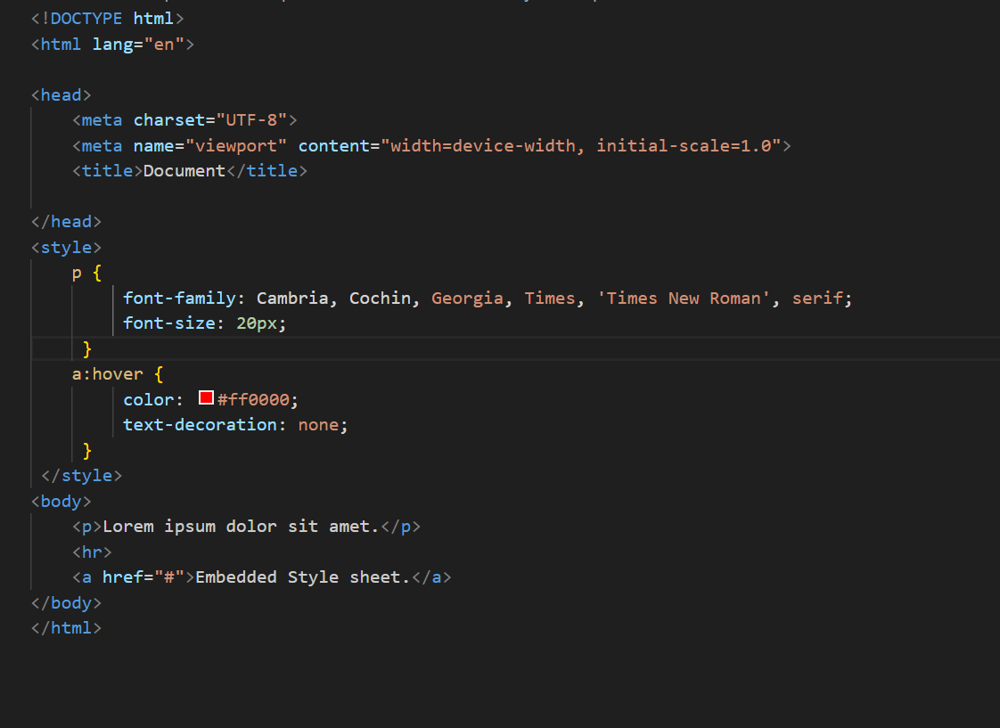 <!DOCTYPE html>
<html lang="en">
<head>
<meta charset="UTF-8">
<meta name="viewport" content="width=device-width, initial-scale=1.0">
<title>Document</title>
</head>
<style>
p {
font-family: Cambria, Cochin, Georgia, Times, 'Times New Roman', serif;
font-size: 20px;
}
a:hover {
color: #ff0000;
text-decoration: none;
}
</style>
<body>
<p>Lorem ipsum dolor sit amet.</p>
<hr>
<a href="#">Embedded Style sheet.</a>
</body>
</html>